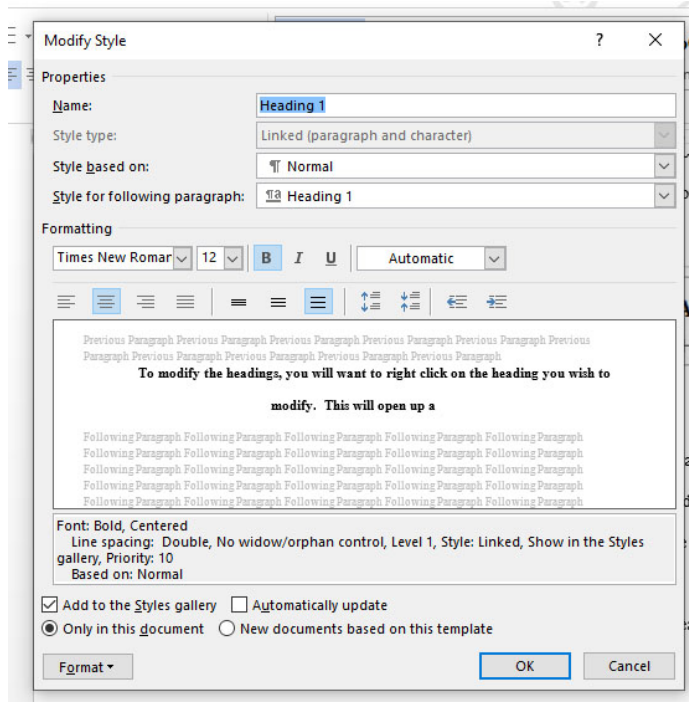 Modify Style ? X
Properties
Name: Heading 1
Style type: Linked (paragraph and character)
Style based on: ¶ Normal
Style for following paragraph: ¶a Heading 1
Formatting
Times New Romar 12 B I U Automatic
Previous Paragraph Previous Paragraph Previous Paragraph Previous Paragraph Previous Paragraph Previous
Paragraph Previous Paragraph Previous Paragraph Previous Paragraph Previous Paragraph
To modify the headings, you will want to right click on the heading you wish to
modify. This will open up a
Following Paragraph Following Paragraph Following Paragraph Following Paragraph Following Paragraph
Following Paragraph Following Paragraph Following Paragraph Following Paragraph Following Paragraph
Following Paragraph Following Paragraph Following Paragraph Following Paragraph Following Paragraph
Following Paragraph Following Paragraph Following Paragraph Following Paragraph Following Paragraph
Following Paragraph Following Paragraph Following Paragraph Following Paragraph Following Paragraph
Font: Bold, Centered
Line spacing: Double, No widow/orphan control, Level 1, Style: Linked, Show in the Styles
gallery, Priority: 10
Based on: Normal
Add to the Styles gallery Automatically update
Only in this document New documents based on this template
Format OK Cancel